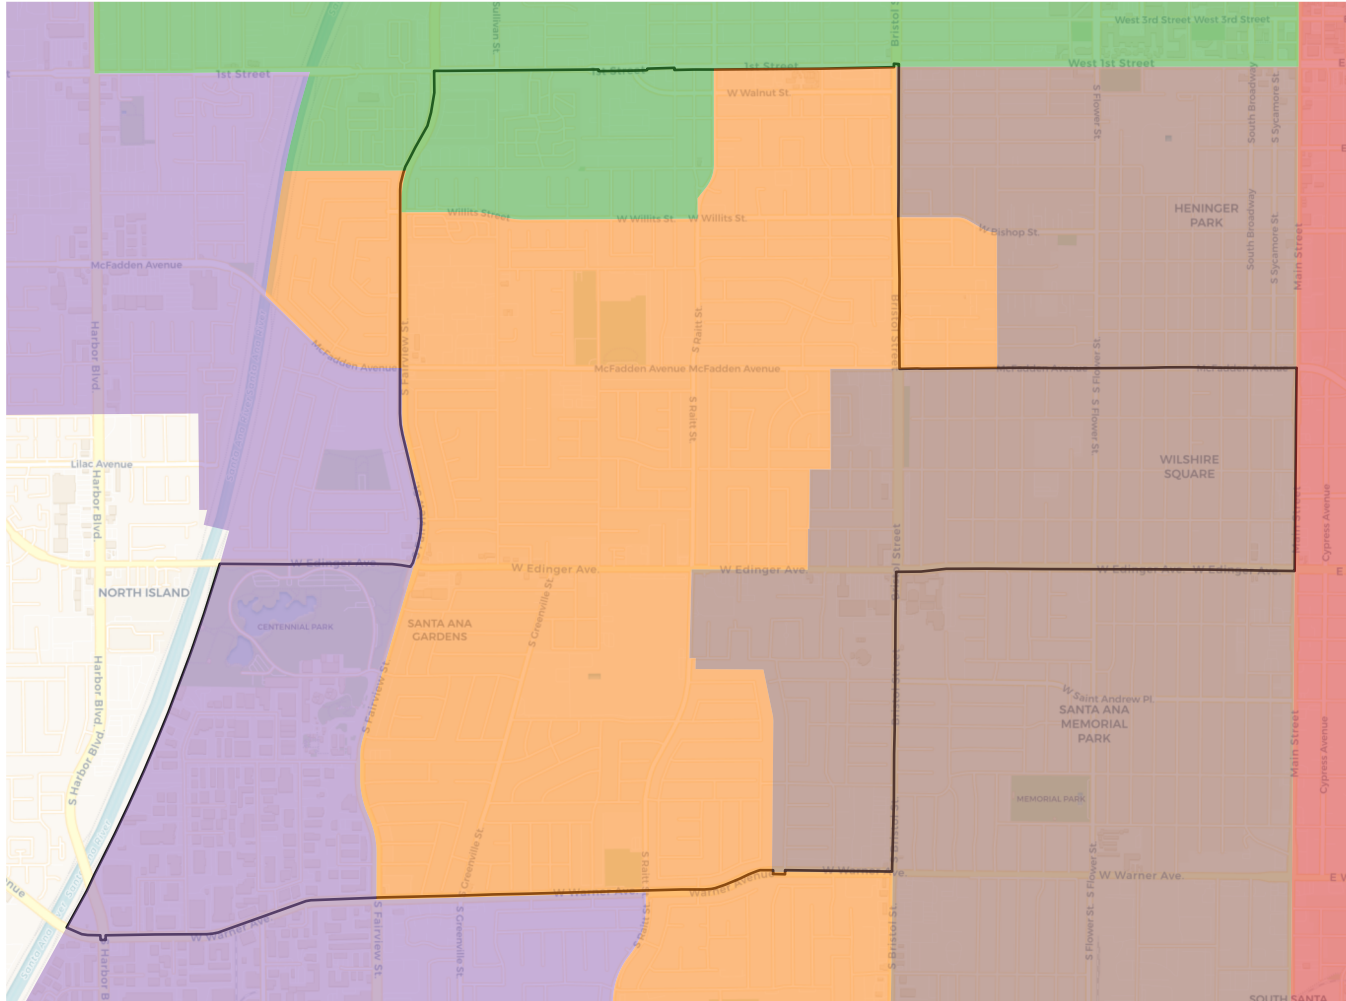 Sullivan St.
Bristol S
West 3rd Street West 3rd Street
1st Street
1st Street
1st Street
West 1st Street
W Walnut St.
S Flower St.
South Broadway
S Sycamore St.
Willits Street
W Willits St.
W Willits St.
HENINGER
PARK
W Bishop St.
South Broadway
S Sycamore St.
Main Street
McFadden Avenue
Harbor Blvd
McFadden Avenue
S Fairview St.
S Raitt St.
Bristol Street
McFadden Avenue McFadden Avenue
McFadden Avenue
S Flower St.
McFadden Avenue
S Raitt St.
S Flower St.
Lilac Avenue
Harbor Blvd.
WILSHIRE
SQUARE
Main Street
Cypress Avenue
W Edinger Ave.
W Edinger Ave.
W Edinger Ave.
W Edinger Ave.
W Edinger Ave.
E
NORTH ISLAND
CENTENNIAL PARK
SANTA ANA
GARDENS
S Greenville St.
S Fairview St.
Harbor Blvd.
S Harbor Blvd.
Bristol Street
W Saint Andrew Pl
SANTA ANA
MEMORIAL
PARK
MEMORIAL PARK
Main Street
Cypress Avenue
S Bristol St.
S Greenville St.
S Raitt St.
W Warner Ave.
Warner Avenue
W Warner Ave.
W Warner Ave.
E W
S Flower St.
W Warner Ave
S Fairview St.
S Greenville St.
S Raitt St.
S Bristol St.
S Flower St.
Harbor B
SOUTH SANTA